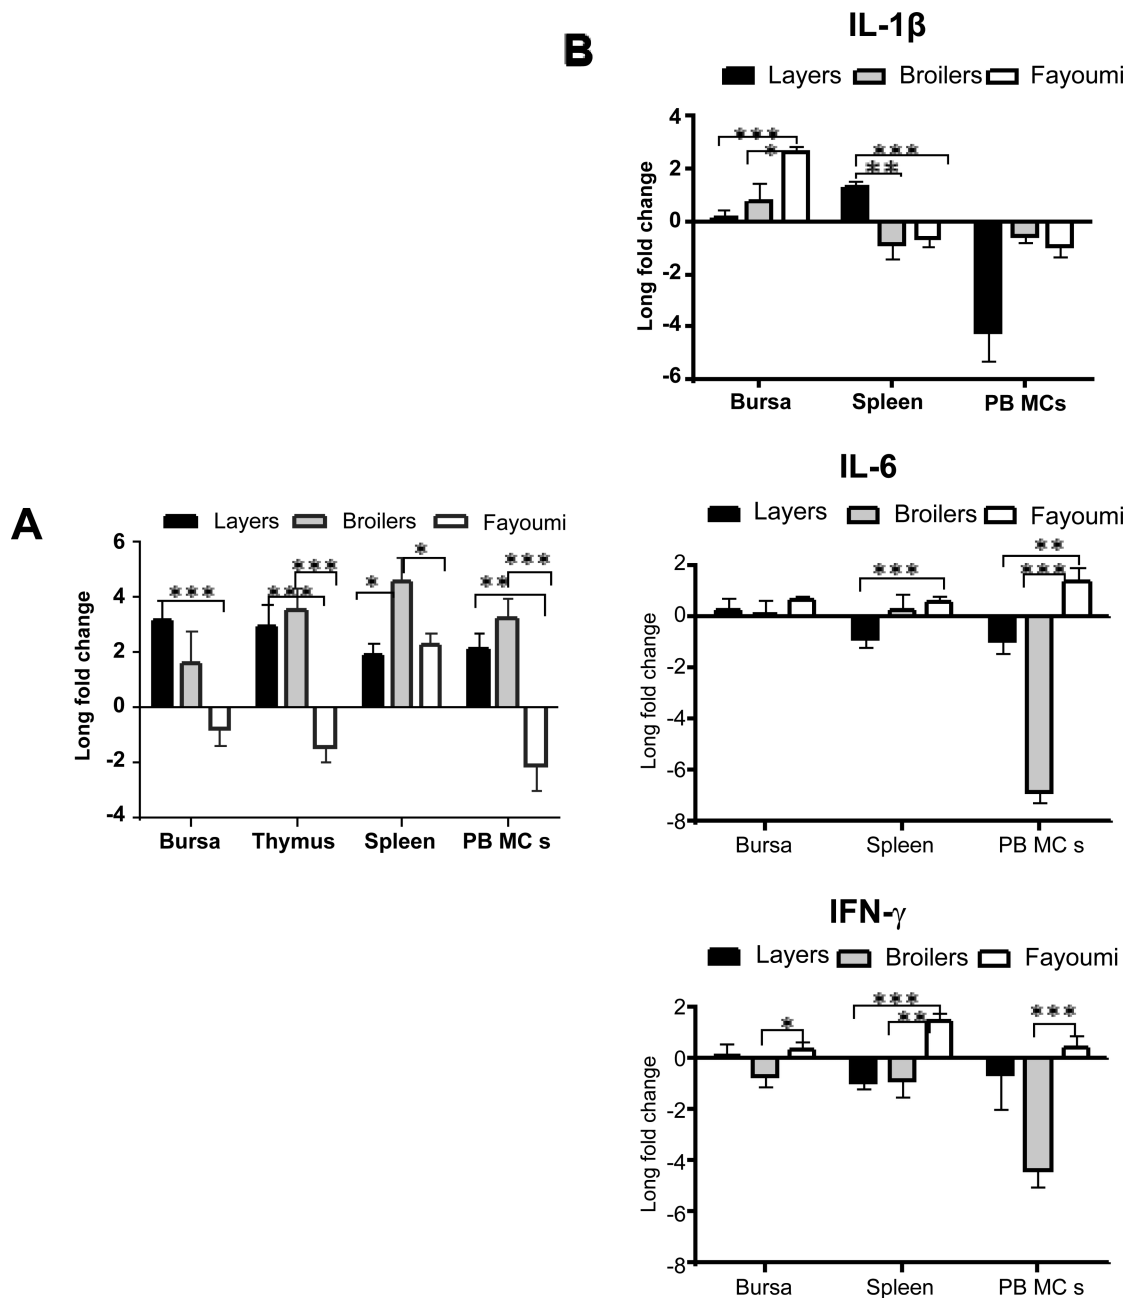 B
IL-1β
Layers Broilers Fayoumi
Long fold change
4
2
0
-2
-4
-6
***
*
***
**
Bursa Spleen PB MCs
A
Layers Broilers Fayoumi
Long fold change
6
4
2
0
-2
-4
***
***
***
*
*
**
***
Bursa Thymus Spleen PB MC s
IL-6
Layers Broilers Fayoumi
Long fold change
2
0
-2
-4
-6
-8
***
**
***
Bursa Spleen PB MC s
IFN-γ
Layers Broilers Fayoumi
Long fold change
2
0
-2
-4
-6
-8
*
***
**
***
Bursa Spleen PB MC s